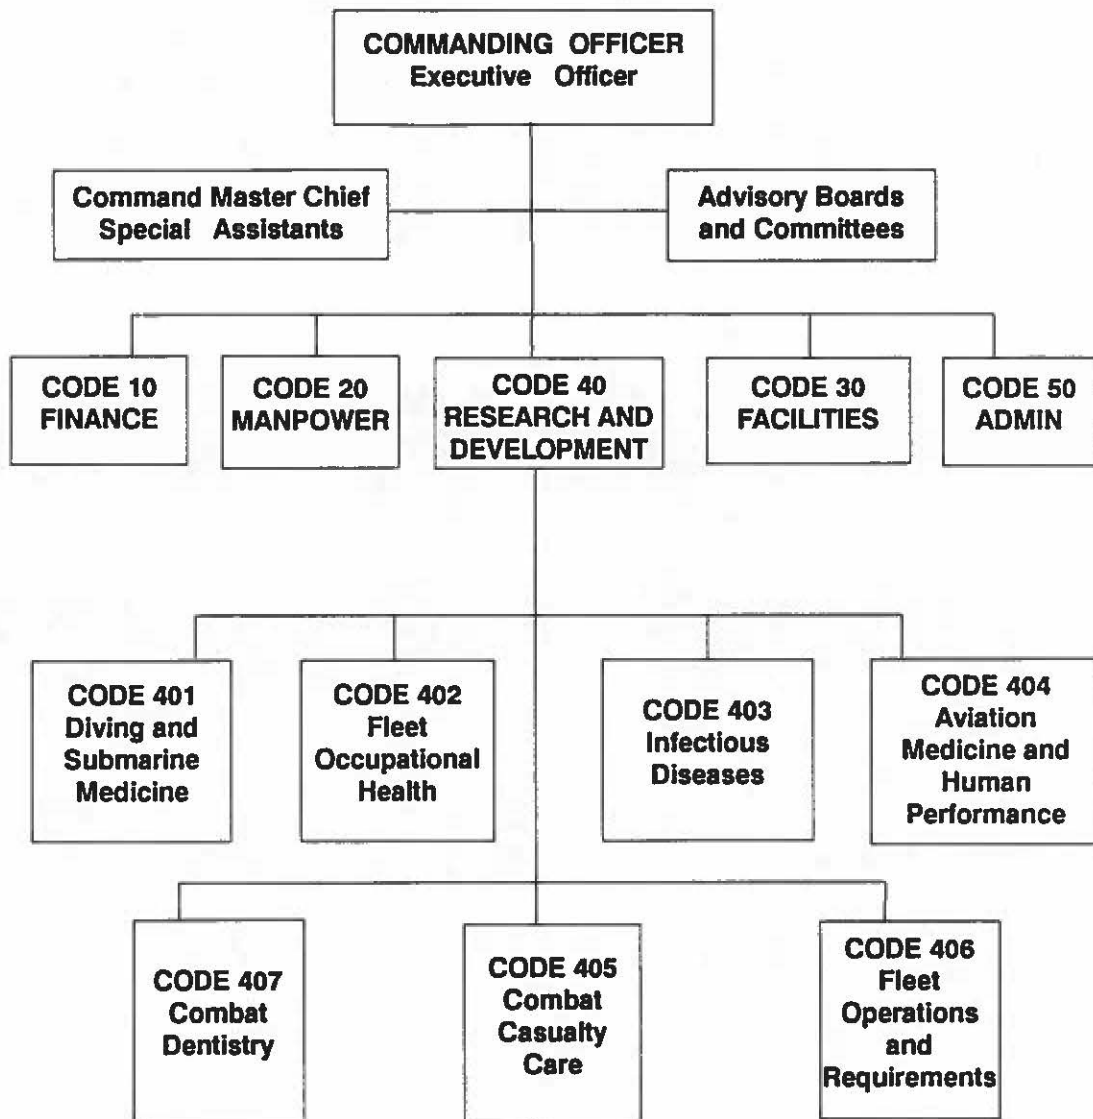 COMMANDING OFFICER
Executive Officer
Command Master Chief
Special Assistants
Advisory Boards
and Committees
CODE 10
FINANCE
CODE 20
MANPOWER
CODE 40
RESEARCH AND
DEVELOPMENT
CODE 30
FACILITIES
CODE 50
ADMIN
CODE 401
Diving and
Submarine
Medicine
CODE 402
Fleet
Occupational
Health
CODE 403
Infectious
Diseases
CODE 404
Aviation
Medicine and
Human
Performance
CODE 407
Combat
Dentistry
CODE 405
Combat
Casualty
Care
CODE 406
Fleet
Operations
and
Requirements